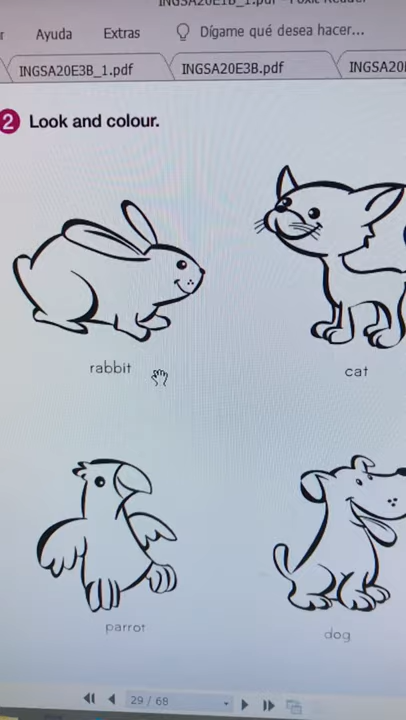 Ayuda Extras Dígame qué desea hacer...
INGSA20E3B_1.pdf INGSA20E3B.pdf
2 Look and colour.
rabbit
cat
parrot
dog
29 / 68